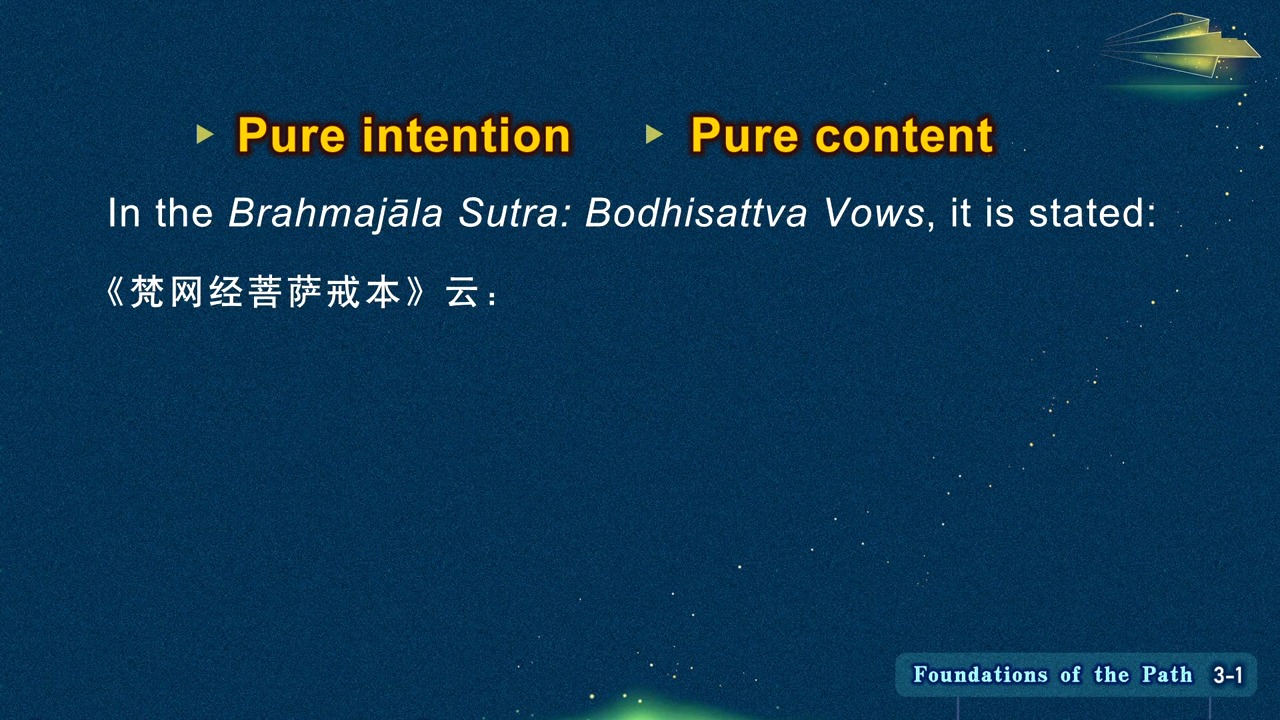 Pure intention Pure content
In the Brahmajāla Sutra: Bodhisattva Vows, it is stated:
《梵网经菩萨戒本》云：
Foundations of the Path 3-1